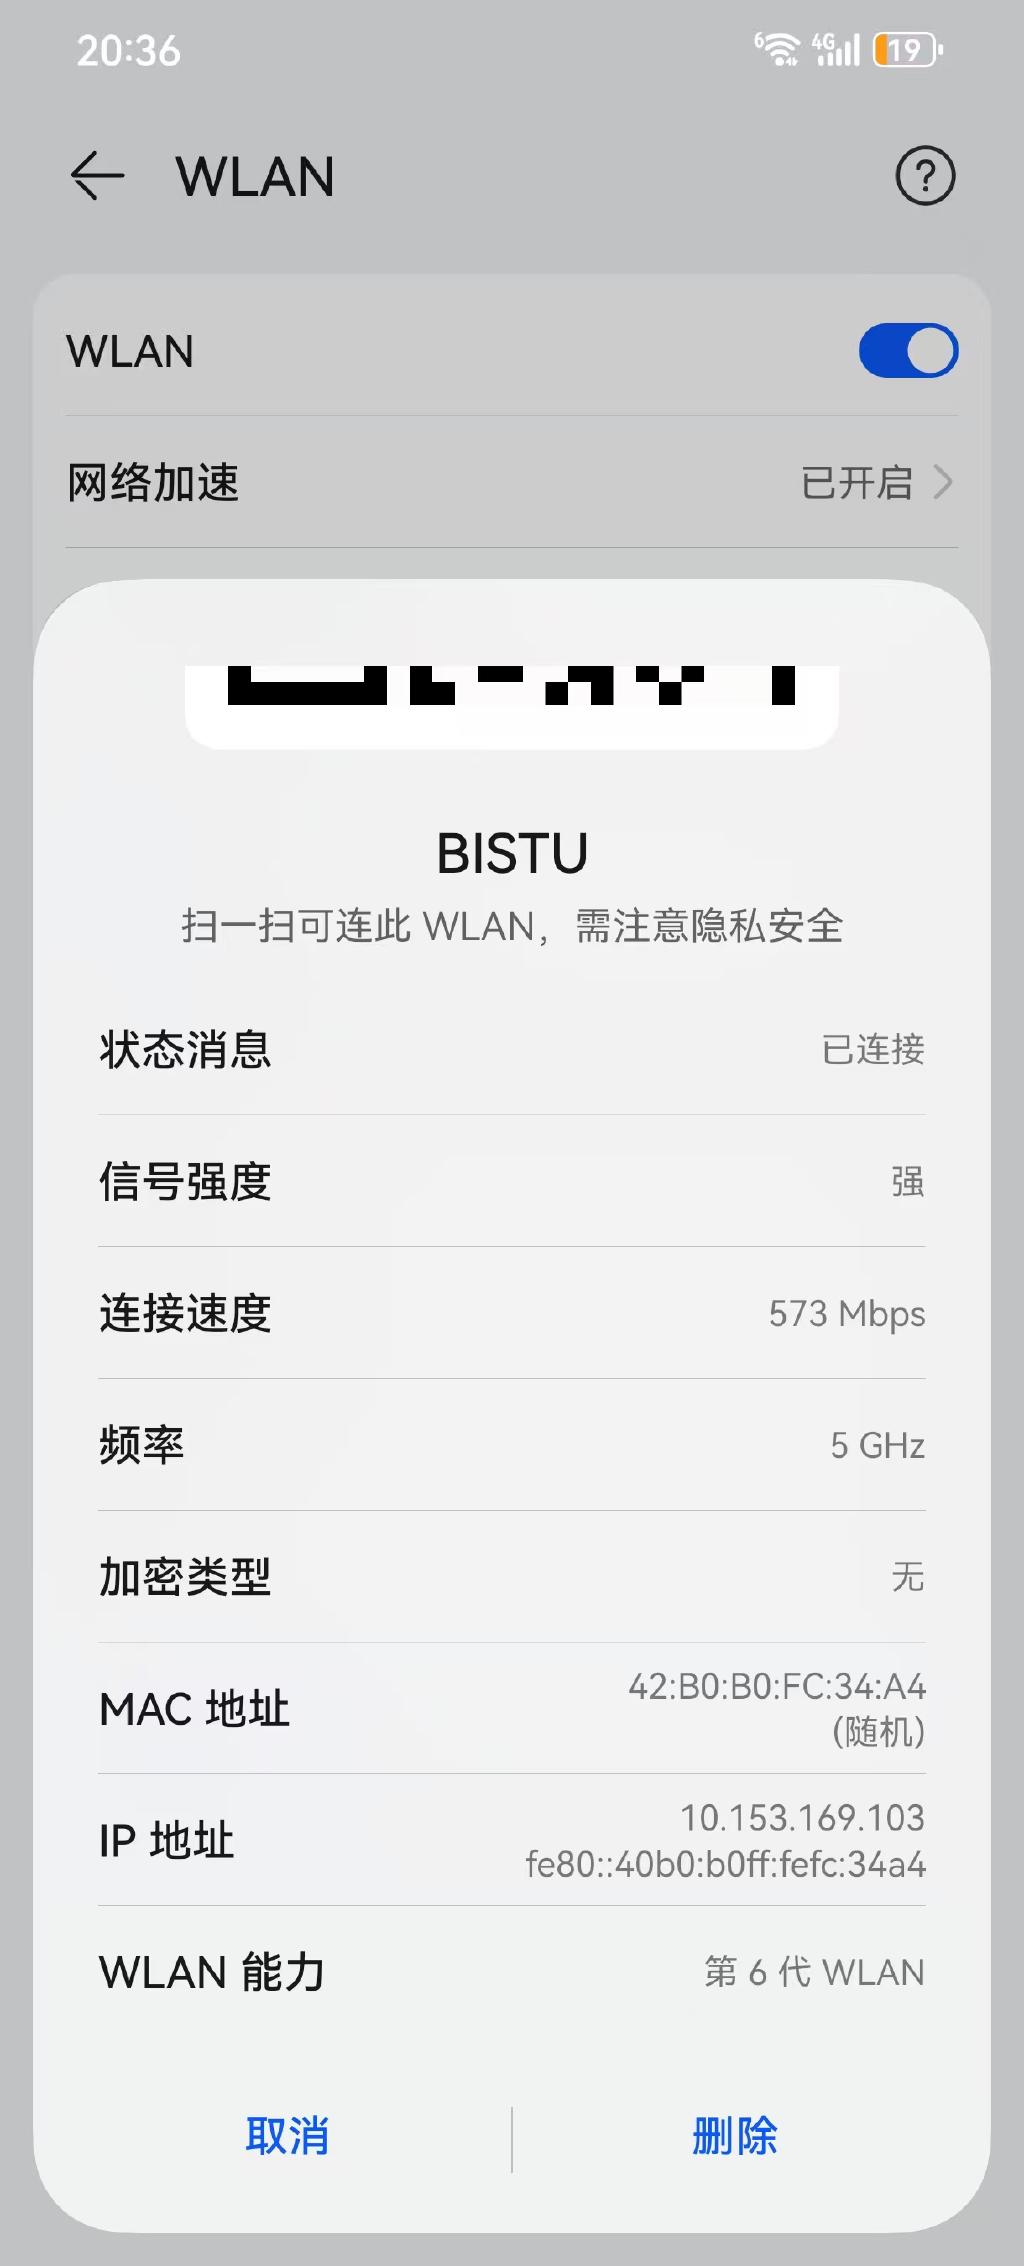 20:36
6 4G 19
WLAN
WLAN
网络加速 已开启
BISTU
扫一扫可连此 WLAN，需注意隐私安全
状态消息 已连接
信号强度 强
连接速度 573 Mbps
频率 5 GHz
加密类型 无
MAC 地址 42:B0:B0:FC:34:A4
(随机)
IP 地址 10.153.169.103
fe80::40b0:b0ff:fefc:34a4
WLAN 能力 第 6 代 WLAN
取消 删除